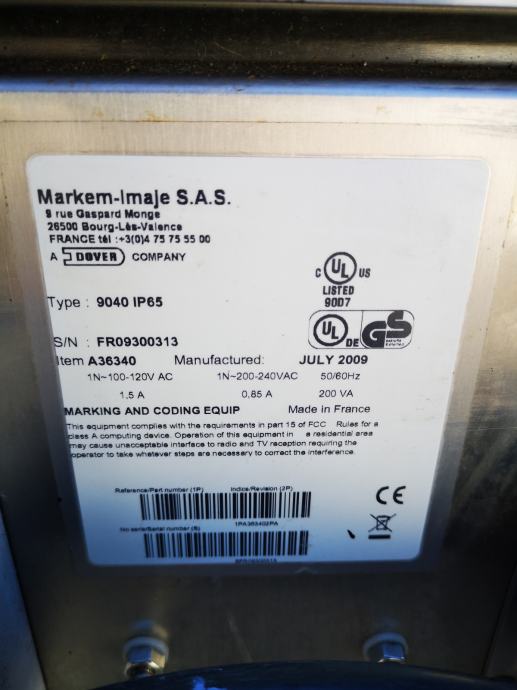 Markem-Imaje S.A.S.
9 rue Gaspard Monge
26500 Bourg-Lès-Valence
FRANCE tél :+3(0)4 75 75 55 00
A DOVER COMPANY
C UL US
LISTED
90D7
Type : 9040 IP65
UL DE GS
S/N : FR09300313
Item A36340 Manufactured: JULY 2009
1N~100-120V AC 1N~200-240VAC 50/60Hz
1,5 A 0,85 A 200 VA
MARKING AND CODING EQUIP Made in France
This equipment complies with the requirements in part 15 of FCC Rules for a
class A computing device. Operation of this equipment in a residential area
may cause unacceptable interface to radio and TV reception requiring the
operator to take whatever steps are necessary to correct the interference.
Reference/Part number (1P) Indice/Revision (2P)
CE
1PA363402PA
No serie/Serial number (S)